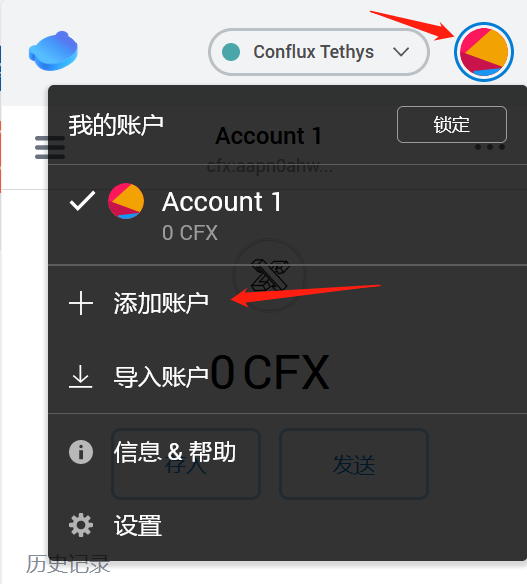 Conflux Tethys
我的账户
锁定
Account 1
cfx:aapn0ahw...
Account 1
0 CFX
添加账户
导入账户
0 CFX
信息 & 帮助
存入
发送
设置
历史记录